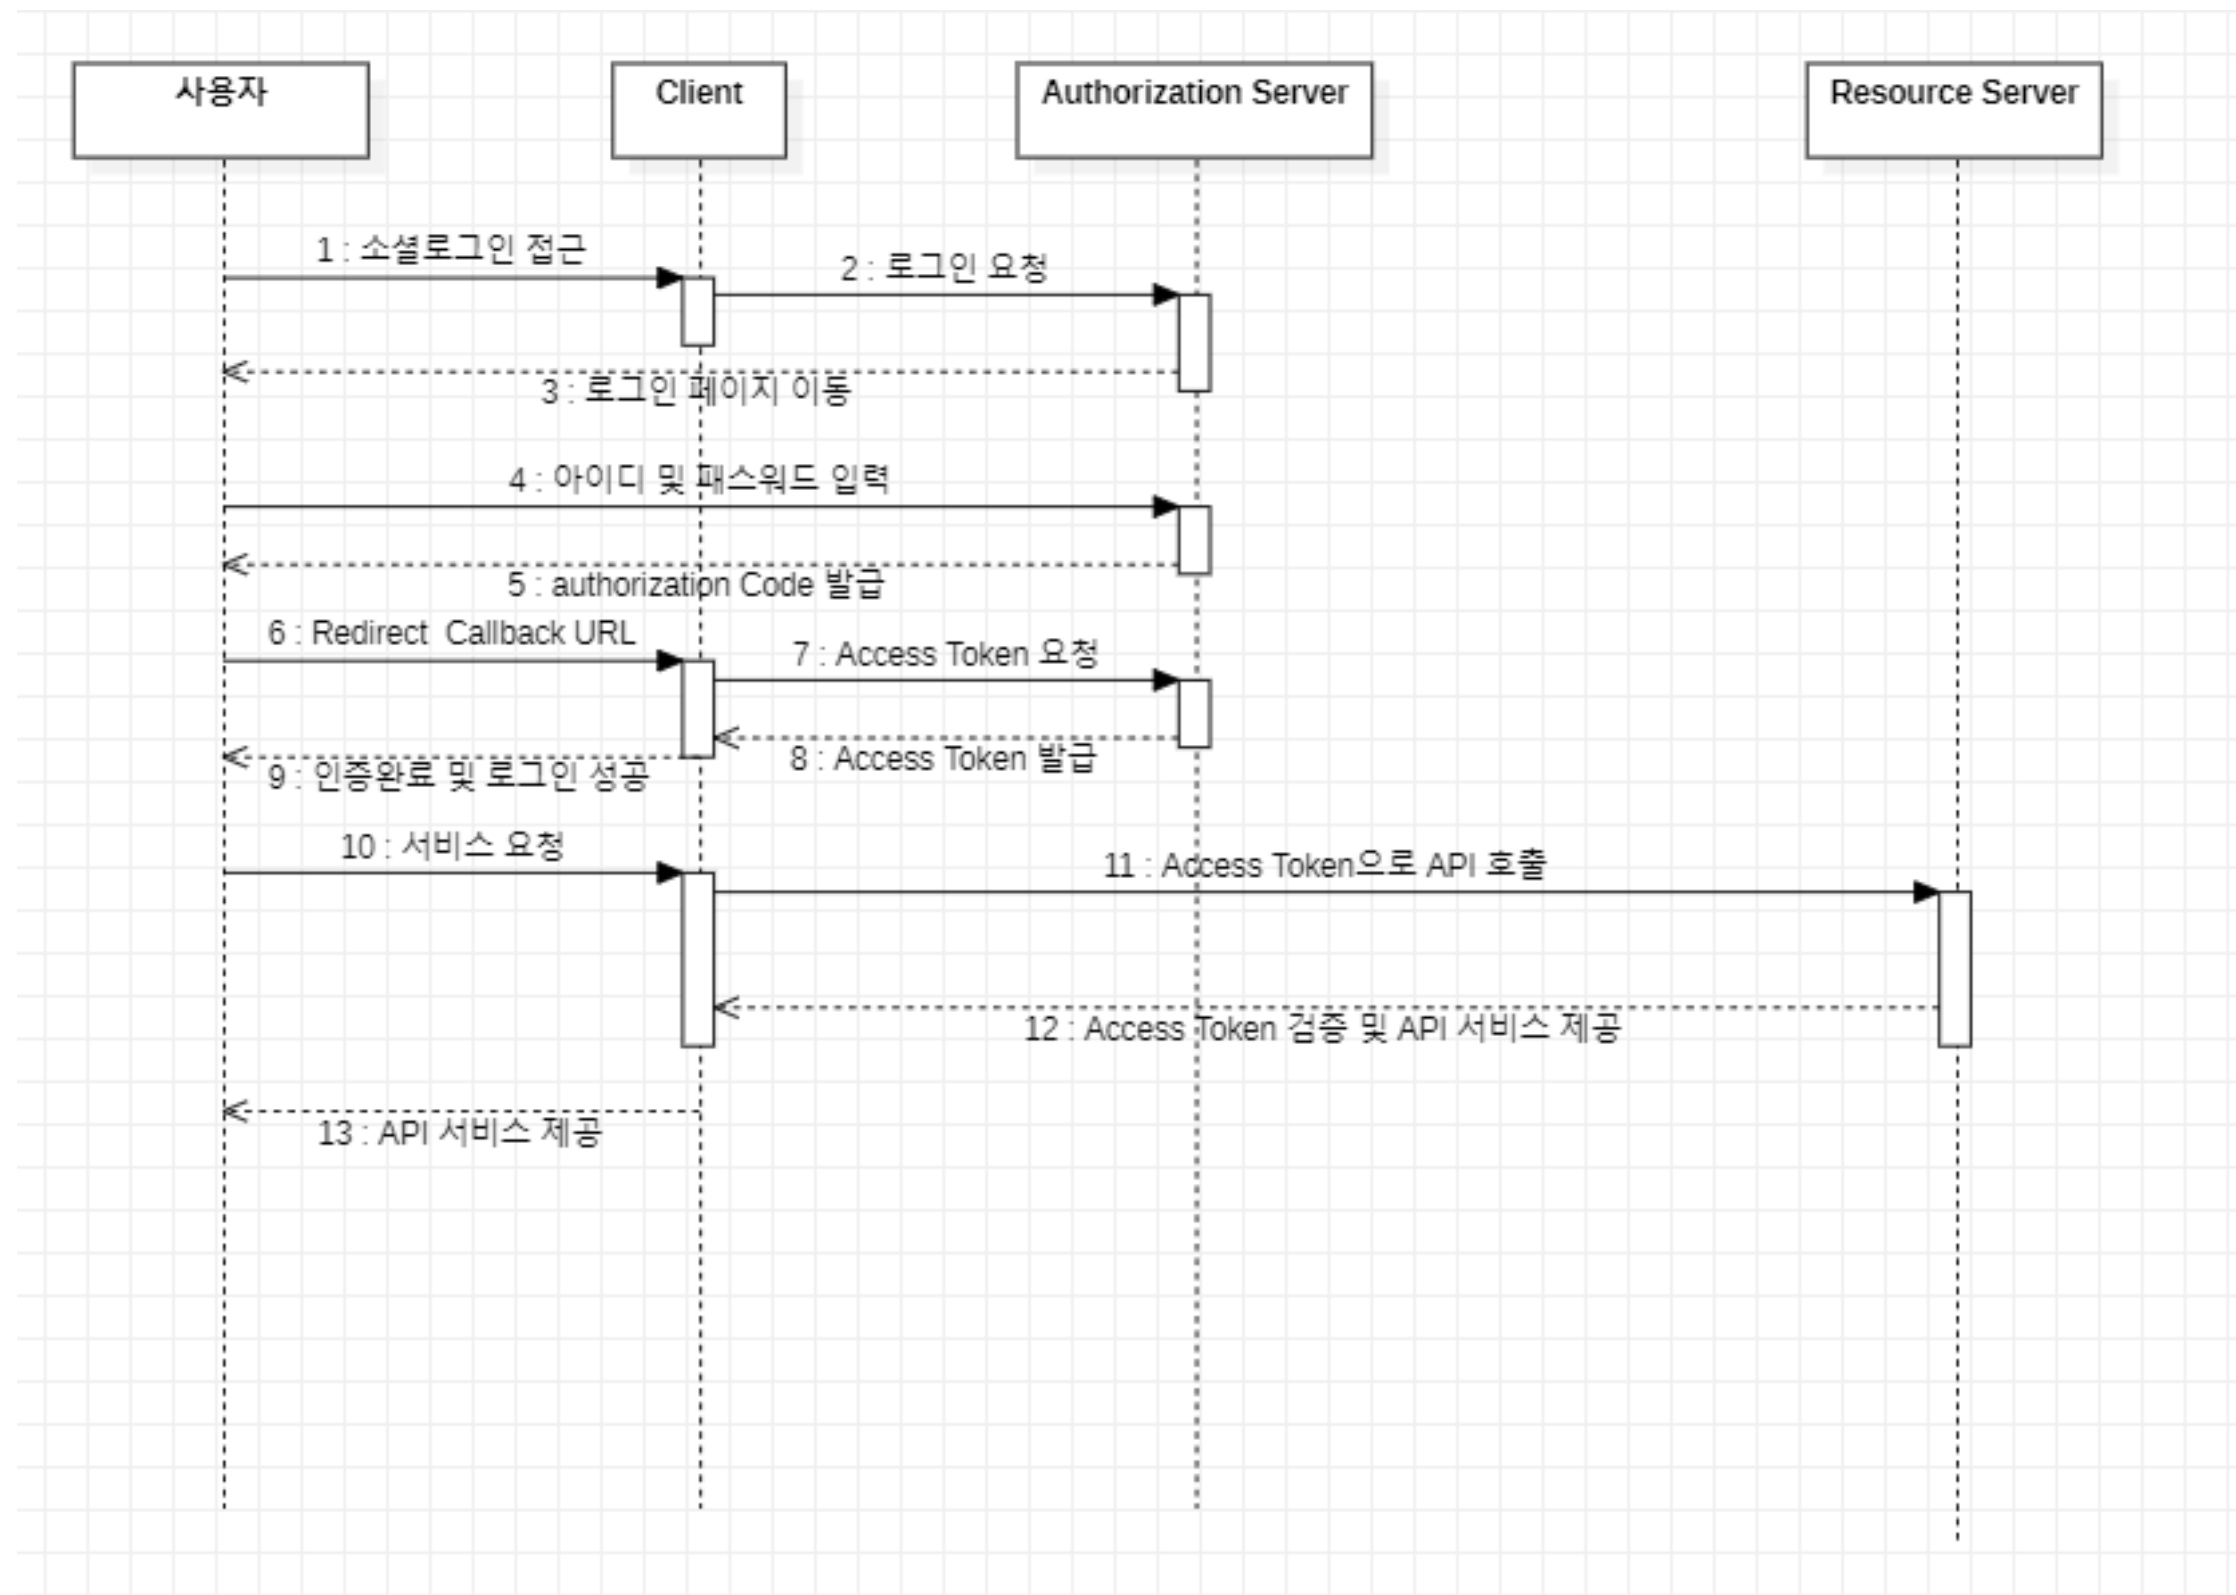 사용자
Client
Authorization Server
Resource Server
1 : 소셜로그인 접근
2 : 로그인 요청
3 : 로그인 페이지 이동
4 : 아이디 및 패스워드 입력
5 : authorization Code 발급
6 : Redirect  Callback URL
7 : Access Token 요청
8 : Access Token 발급
9 : 인증완료 및 로그인 성공
10 : 서비스 요청
11 : Access Token으로 API 호출
12 : Access Token 검증 및 API 서비스 제공
13 : API 서비스 제공